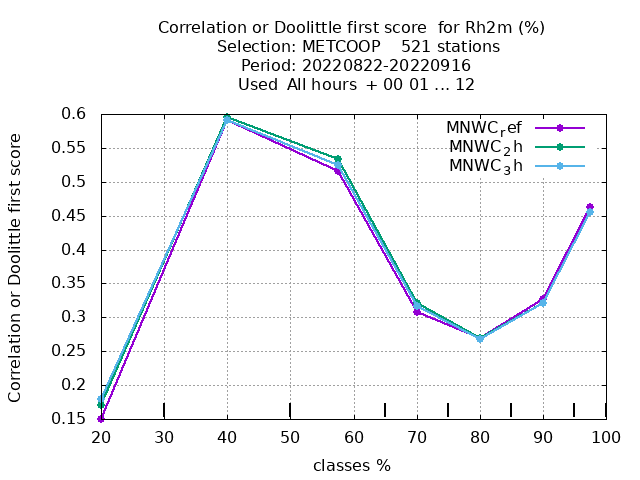 Correlation or Doolittle first score  for Rh2m (%)
Selection: METCOOP    521 stations
Period: 20220822-20220916
Used  All hours  + 00 01 ... 12
Correlation or Doolittle first score
0.6
0.55
0.5
0.45
0.4
0.35
0.3
0.25
0.2
0.15
MNWC_ref
MNWC_2h
MNWC_3h
20 30 40 50 60 70 80 90 100
classes %